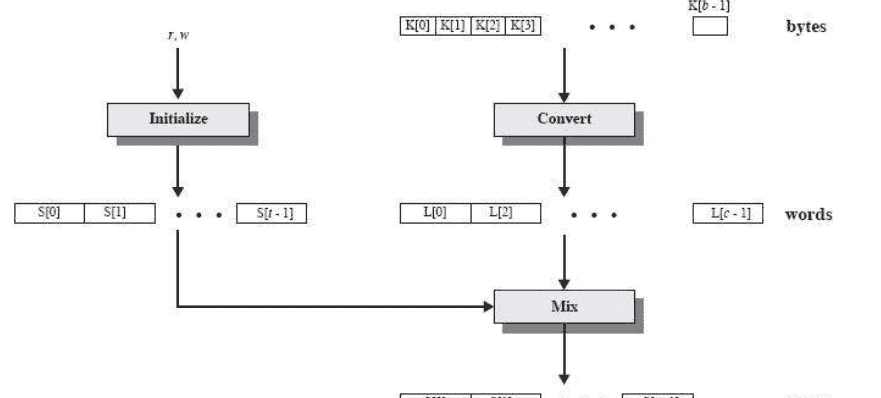 K[b - 1]
K[0] K[1] K[2] K[3] • • • bytes
r, w
Initialize
Convert
S[0] S[1] • • • S[t - 1]
L[0] L[2] • • • L[c - 1] words
Mix